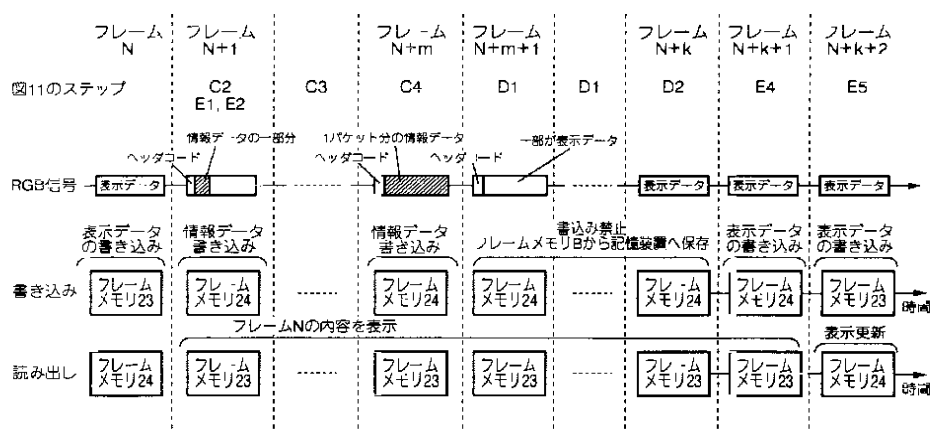 フレーム フレーム フレーム フレーム フレーム フレーム フレーム
N N+1 N+m N+m+1 N+k N+k+1 N+k+2
図11のステップ C2 C3 C4 D1 D1 D2 E4 E5
E1, E2
情報データの一部分 1パケット分の情報データ 一部が表示データ
ヘッダコード ヘッダコード ヘッダコード
RGB信号 表示データ 表示データ 表示データ 表示データ
表示データ 情報データ 情報データ 書込み禁止 表示データ 表示データ
の書き込み 書き込み 書き込み フレームメモリBから記憶装置へ保存 の書き込み の書き込み
書き込み フレーム フレーム フレーム フレーム フレーム フレーム フレーム
メモリ23 メモリ24 メモリ24 メモリ24 メモリ24 メモリ24 メモリ23 時間
フレームNの内容を表示 表示更新
読み出し フレーム フレーム フレーム フレーム フレーム フレーム フレーム
メモリ24 メモリ23 メモリ23 メモリ23 メモリ23 メモリ23 メモリ24 時間